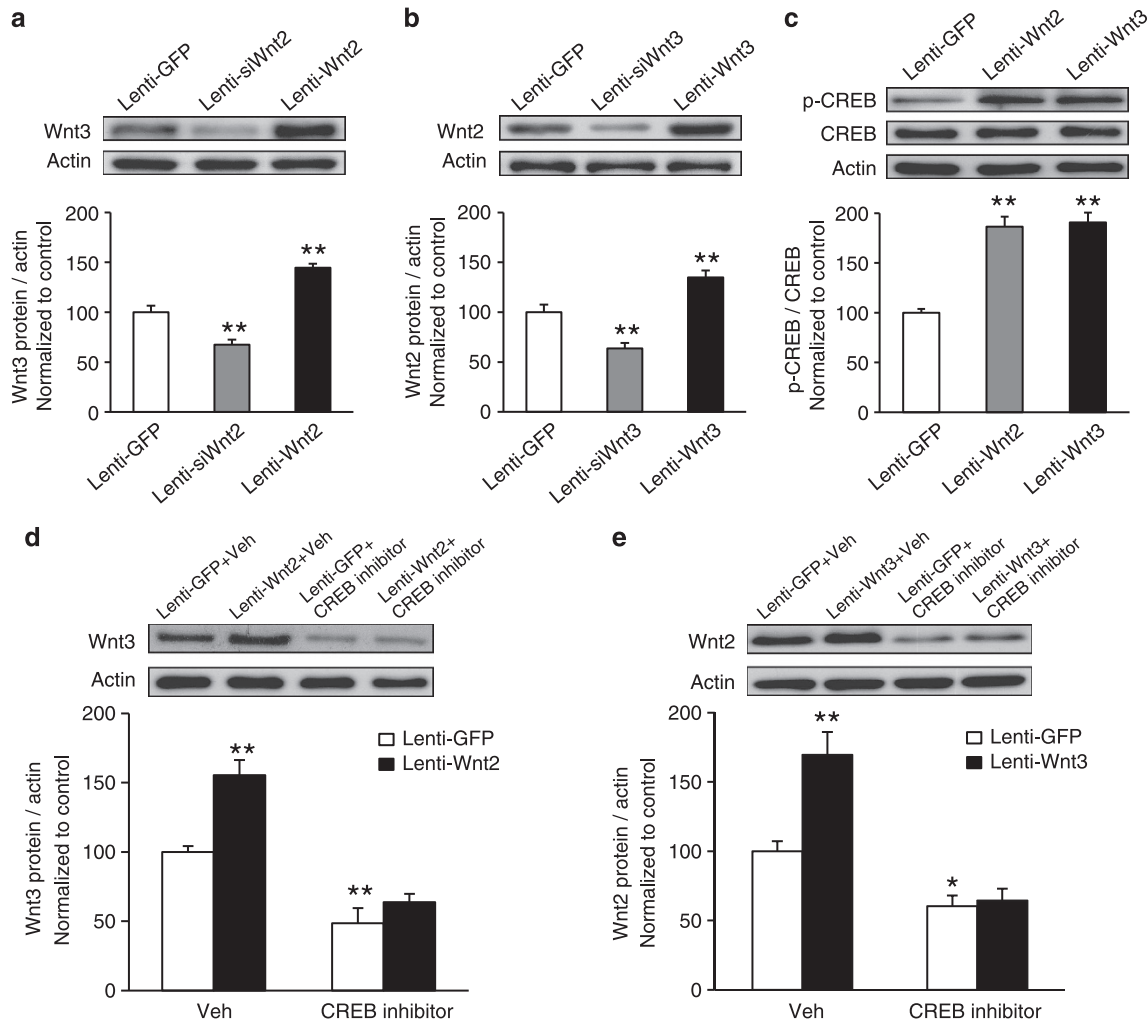 a
Lenti-GFP
Lenti-siWnt2
Lenti-Wnt2
Wnt3
Actin
Wnt3 protein / actin
Normalized to control
200
150
100
50
0
**
**
Lenti-GFP
Lenti-siWnt2
Lenti-Wnt2
b
Lenti-GFP
Lenti-siWnt3
Lenti-Wnt3
Wnt2
Actin
Wnt2 protein / actin
Normalized to control
200
150
100
50
0
**
**
Lenti-GFP
Lenti-siWnt3
Lenti-Wnt3
c
Lenti-GFP
Lenti-Wnt2
Lenti-Wnt3
p-CREB
CREB
Actin
p-CREB / CREB
Normalized to control
200
150
100
50
0
**
**
Lenti-GFP
Lenti-Wnt2
Lenti-Wnt3
d
Lenti-GFP+Veh
Lenti-Wnt2+Veh
Lenti-GFP+
CREB inhibitor
Lenti-Wnt2+
CREB inhibitor
Wnt3
Actin
Wnt3 protein / actin
Normalized to control
200
150
100
50
0
**
**
Lenti-GFP
Lenti-Wnt2
Veh
CREB inhibitor
e
Lenti-GFP+Veh
Lenti-Wnt3+Veh
Lenti-GFP+
CREB inhibitor
Lenti-Wnt3+
CREB inhibitor
Wnt2
Actin
Wnt2 protein / actin
Normalized to control
200
150
100
50
0
**
*
Lenti-GFP
Lenti-Wnt3
Veh
CREB inhibitor